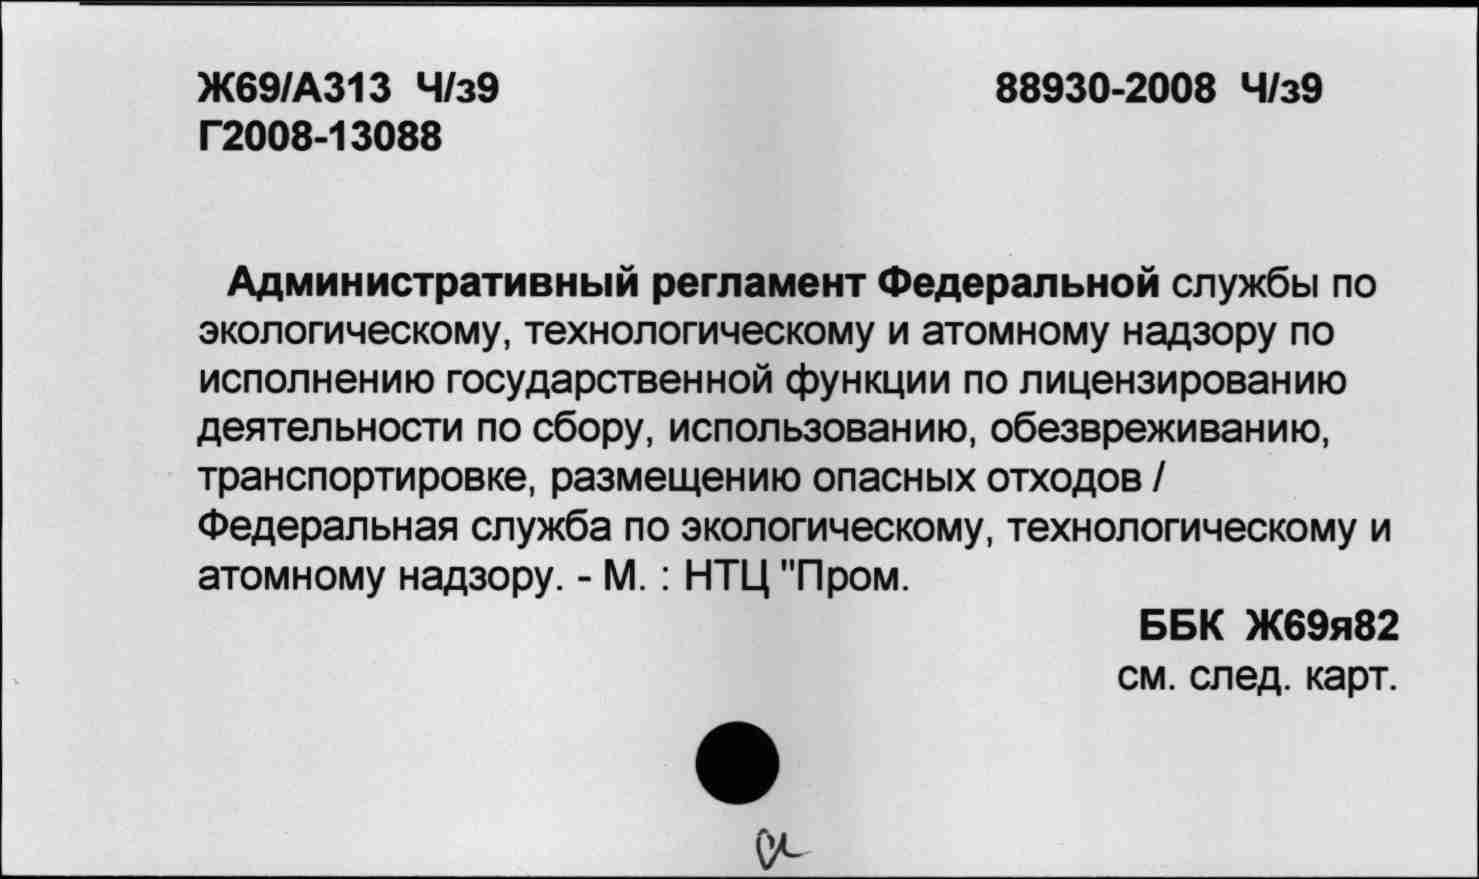 Ж69/А313 Ч/з9 88930-2008 Ч/з9
Г2008-13088
Административный регламент Федеральной службы по
экологическому, технологическому и атомному надзору по
исполнению государственной функции по лицензированию
деятельности по сбору, использованию, обезвреживанию,
транспортировке, размещению опасных отходов /
Федеральная служба по экологическому, технологическому и
атомному надзору. - М. : НТЦ "Пром.
ББК Ж69я82
см. след. карт.